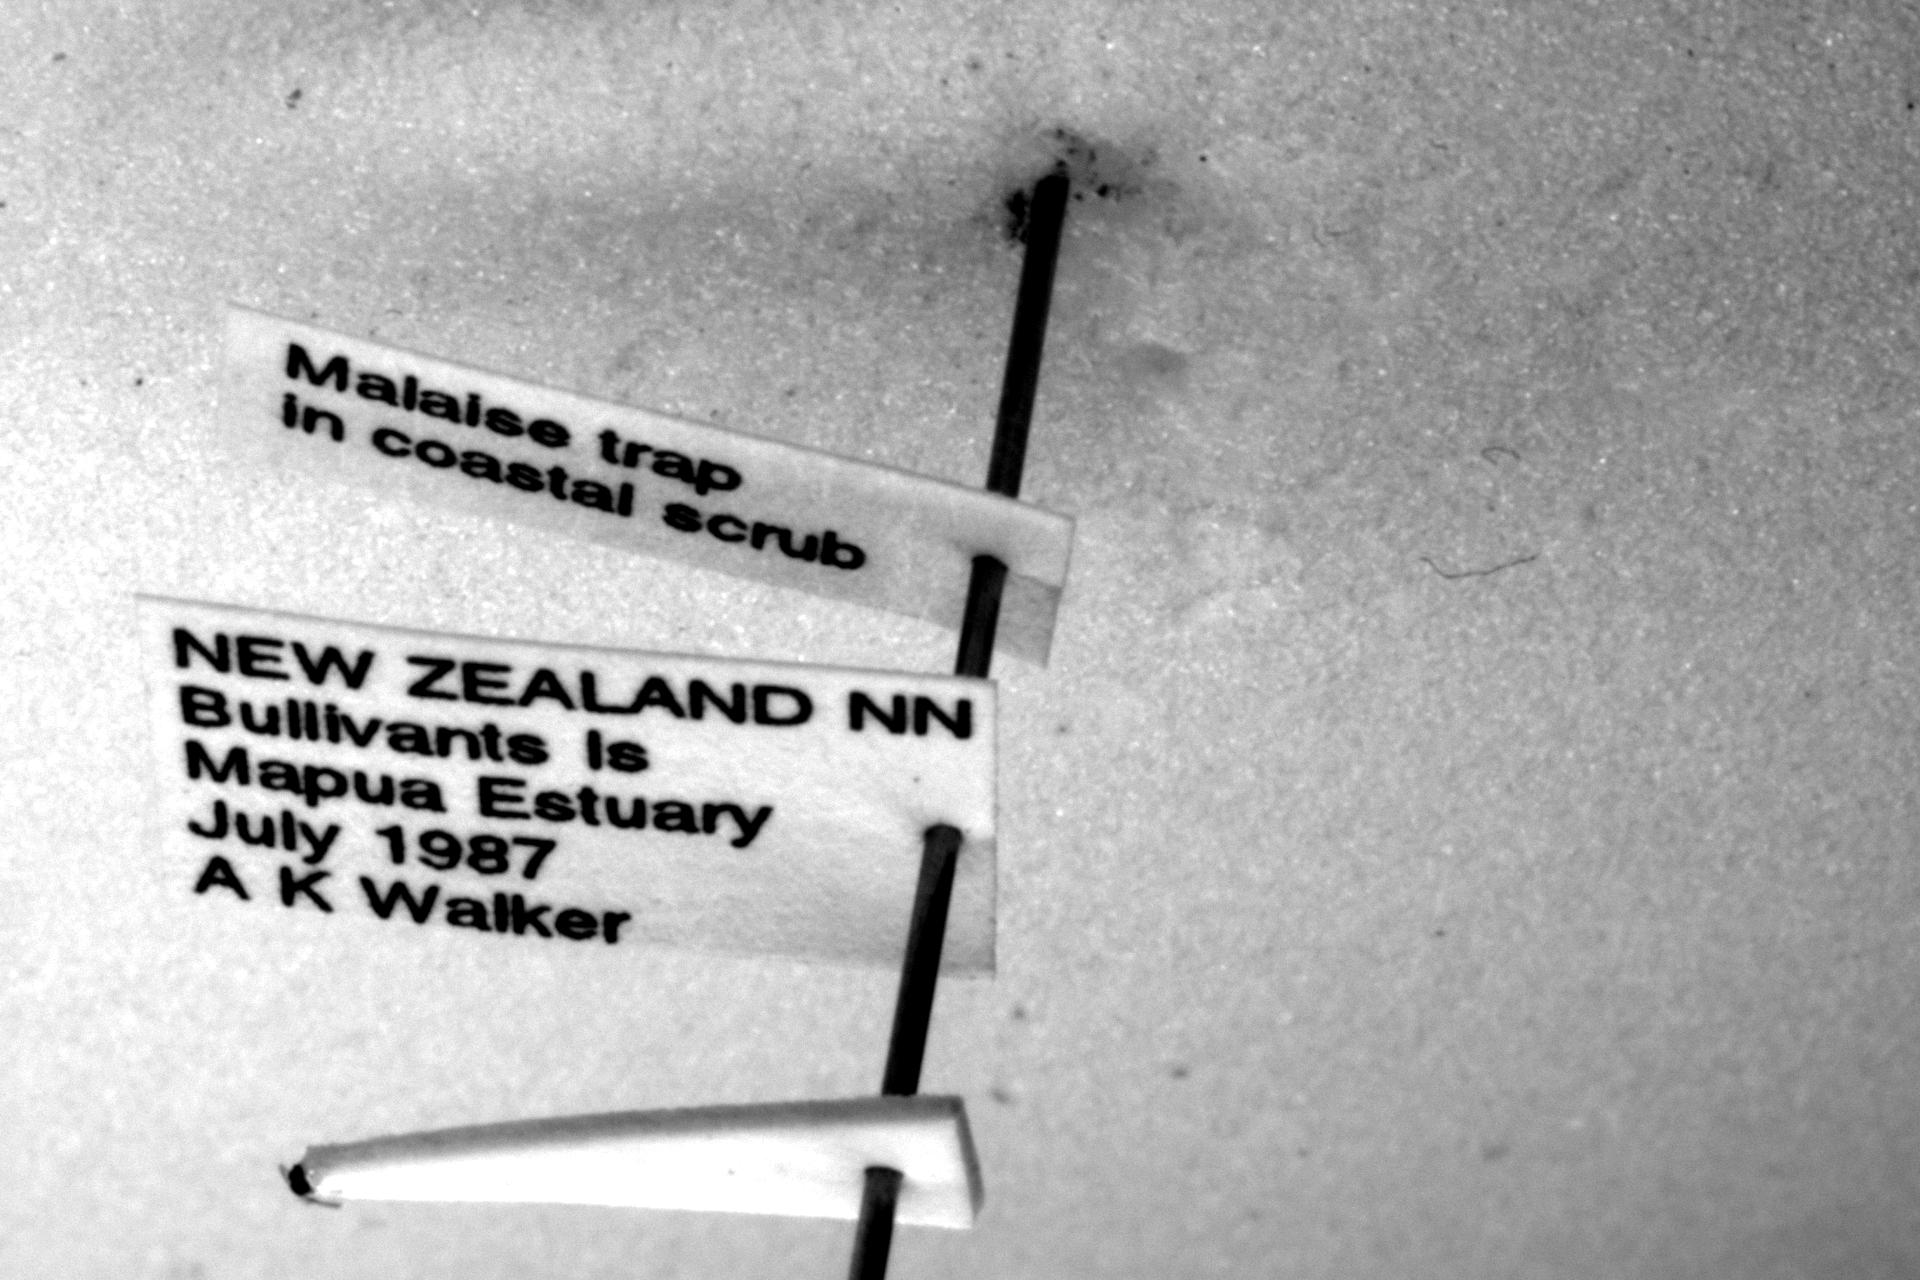 Malaise trap
in coastal scrub
NEW ZEALAND NN
Bullivants Is
Mapua Estuary
July 1987
A K Walker